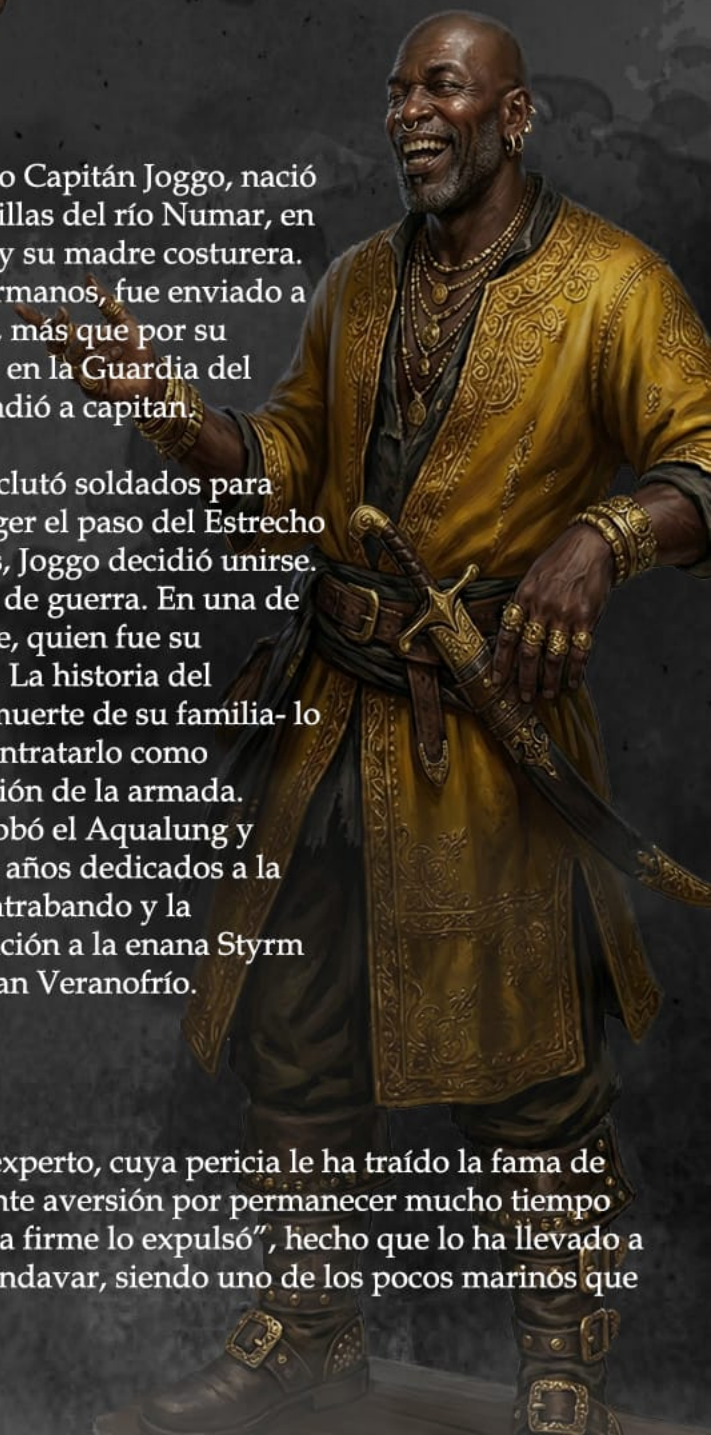 o Capitán Joggo, nació
illas del río Numar, en
y su madre costurera.
rmanos, fue enviado a
más que por su
en la Guardia del
dió a capitan.
clutó soldados para
ger el paso del Estrecho
s, Joggo decidió unirse.
de guerra. En una de
e, quien fue su
La historia del
muerte de su familia- lo
ntratarlo como
ión de la armada.
obó el Aqualung y
años dedicados a la
ntrabando y la
ción a la enana Styrm
an Veranofrío.
experto, cuya pericia le ha traído la fama de
nte aversión por permanecer mucho tiempo
a firme lo expulsó”, hecho que lo ha llevado a
ndavar, siendo uno de los pocos marinos que